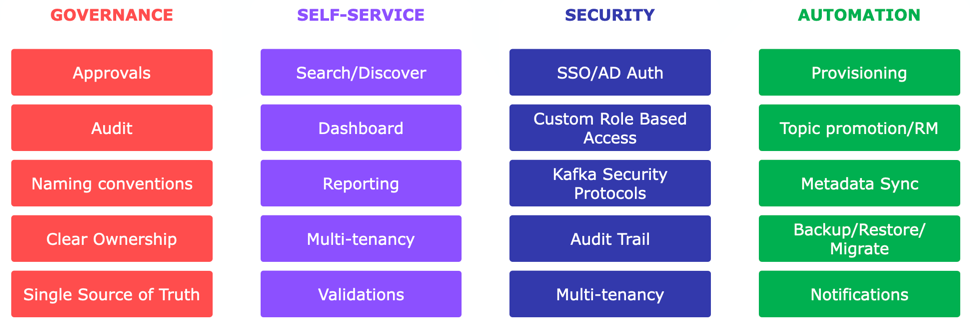 GOVERNANCE
Approvals
Audit
Naming conventions
Clear Ownership
Single Source of Truth
SELF-SERVICE
Search/Discover
Dashboard
Reporting
Multi-tenancy
Validations
SECURITY
SSO/AD Auth
Custom Role Based
Access
Kafka Security
Protocols
Audit Trail
Multi-tenancy
AUTOMATION
Provisioning
Topic promotion/RM
Metadata Sync
Backup/Restore/
Migrate
Notifications